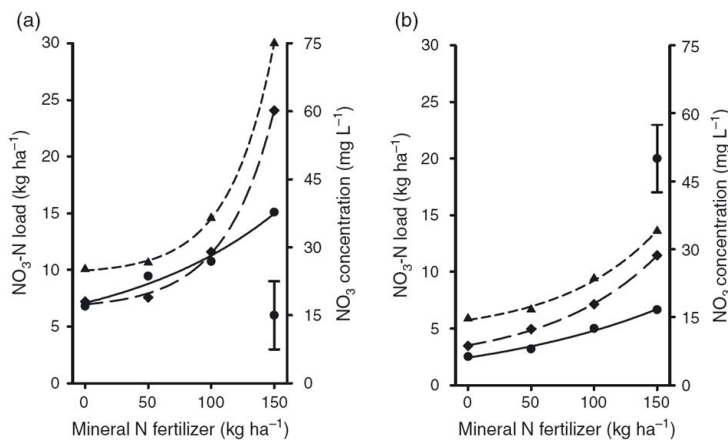 (a)
30
25
20
15
10
5
0
NO₃-N load (kg ha⁻¹)
75
60
45
30
15
0
NO₃ concentration (mg L⁻¹)
0 50 100 150
Mineral N fertilizer (kg ha⁻¹)
(b)
30
25
20
15
10
5
0
NO₃-N load (kg ha⁻¹)
75
60
45
30
15
0
NO₃ concentration (mg L⁻¹)
0 50 100 150
Mineral N fertilizer (kg ha⁻¹)